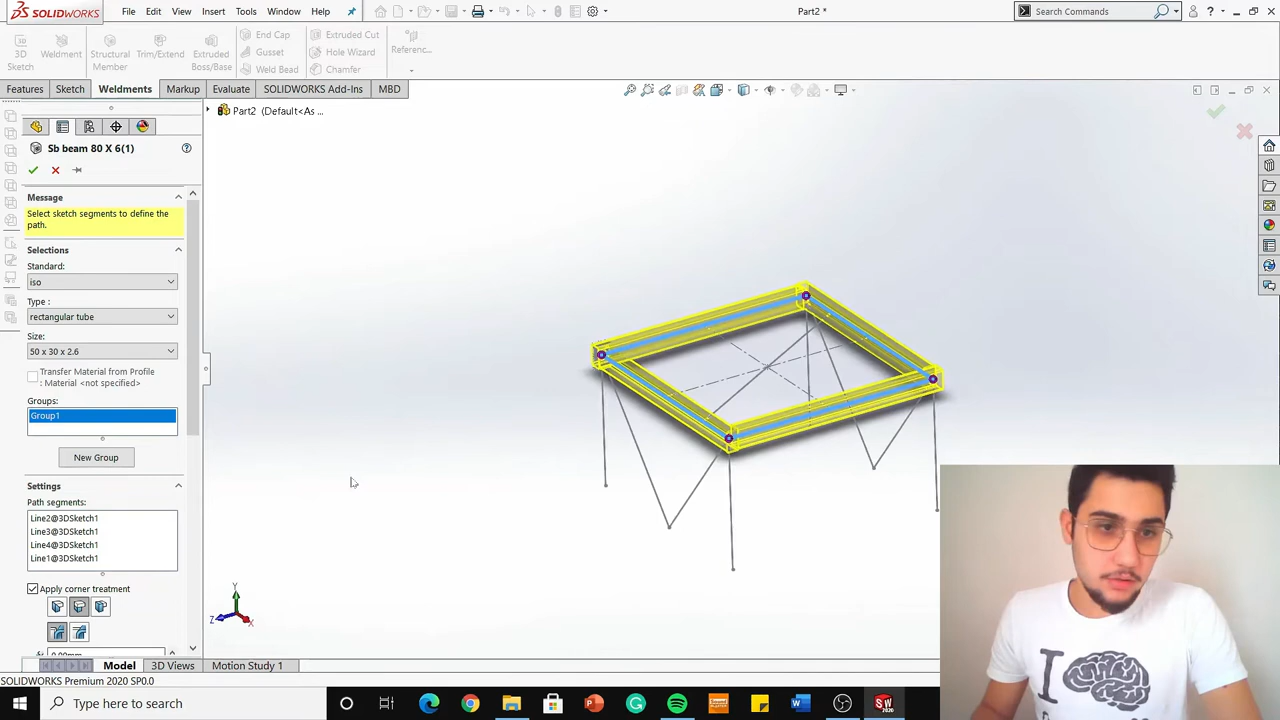 SOLIDWORKS File Edit View Insert Tools Window Help Part2 * Search Commands
3D Sketch Weldment Structural Member Trim/Extend Extruded Boss/Base End Cap Gusset Weld Bead Extruded Cut Hole Wizard Chamfer Referenc...
Features Sketch Weldments Markup Evaluate SOLIDWORKS Add-Ins MBD
Part2 (Default<As ...
Sb beam 80 X 6(1)
Message
Select sketch segments to define the
path.
Selections
Standard:
iso
Type :
rectangular tube
Size:
50 x 30 x 2.6
Transfer Material from Profile
: Material <not specified>
Groups:
Group1
New Group
Settings
Path segments:
Line2@3DSketch1
Line3@3DSketch1
Line4@3DSketch1
Line1@3DSketch1
Apply corner treatment
0.00mm
Y
Z X
I
Model 3D Views Motion Study 1
SOLIDWORKS Premium 2020 SP0.0
Type here to search